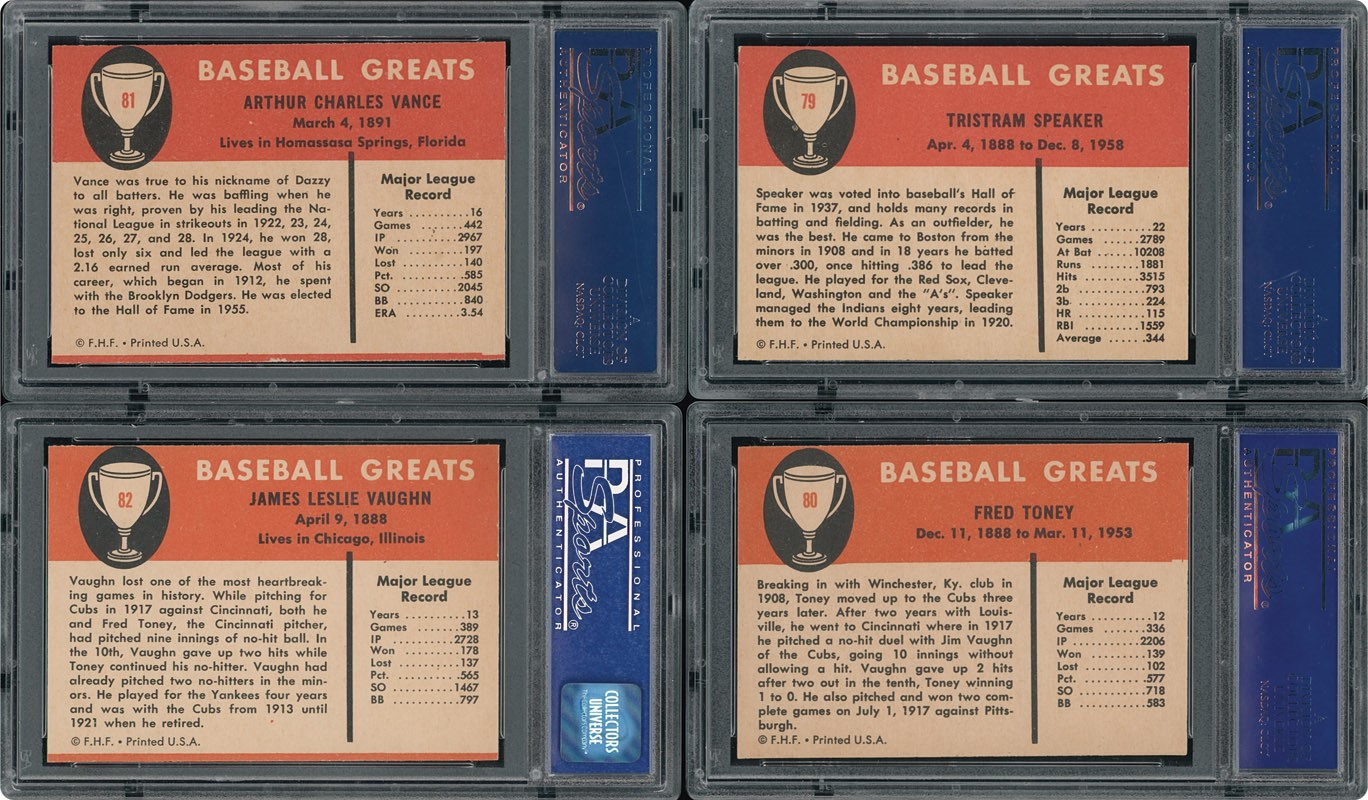 81
BASEBALL GREATS
ARTHUR CHARLES VANCE
March 4, 1891
Lives in Homassasa Springs, Florida
Vance was true to his nickname of Dazzy
to all batters. He was baffling when he
was right, proven by his leading the Na-
tional League in strikeouts in 1922, 23, 24,
25, 26, 27, and 28. In 1924, he won 28,
lost only six and led the league with a
2.16 earned run average. Most of his
career, which began in 1912, he spent
with the Brooklyn Dodgers. He was elected
to the Hall of Fame in 1955.
© F.H.F. • Printed U.S.A.
Major League
Record
Years ..........16
Games .........442
IP ............2967
Won ...........197
Lost ...........140
Pct. ...........585
SO ...........2045
BB ............840
ERA ..........3.54
PROFESSIONAL
PSA
Sports®
AUTHENTICATOR
79
BASEBALL GREATS
TRISTRAM SPEAKER
Apr. 4, 1888 to Dec. 8, 1958
Speaker was voted into baseball's Hall of
Fame in 1937, and holds many records in
batting and fielding. As an outfielder, he
was the best. He came to Boston from the
minors in 1908 and in 18 years he batted
over .300, once hitting .386 to lead the
league. He played for the Red Sox, Cleve-
land, Washington and the "A's". Speaker
managed the Indians eight years, leading
them to the World Championship in 1920.
© F.H.F. • Printed U.S.A.
Major League
Record
Years ..........22
Games ........2789
At Bat .......10208
Runs .........1881
Hits ..........3515
2b ............793
3b ............224
HR ............115
RBI ..........1559
Average ......344
82
BASEBALL GREATS
JAMES LESLIE VAUGHN
April 9, 1888
Lives in Chicago, Illinois
Vaughn lost one of the most heartbreak-
ing games in history. While pitching for
Cubs in 1917 against Cincinnati, both he
and Fred Toney, the Cincinnati pitcher,
had pitched nine innings of no-hit ball. In
the 10th, Vaughn gave up two hits while
Toney continued his no-hitter. Vaughn had
already pitched two no-hitters in the min-
ors. He played for the Yankees four years
and was with the Cubs from 1913 until
1921 when he retired.
© F.H.F. • Printed U.S.A.
Major League
Record
Years ..........13
Games .........389
IP ............2728
Won ...........178
Lost ...........137
Pct. ...........565
SO ...........1467
BB ............797
PROFESSIONAL
PSA
Sports®
AUTHENTICATOR
COLLECTORS
UNIVERSE
80
BASEBALL GREATS
FRED TONEY
Dec. 11, 1888 to Mar. 11, 1953
Breaking in with Winchester, Ky. club in
1908, Toney moved up to the Cubs three
years later. After two years with Louis-
ville, he went to Cincinnati where in 1917
he pitched a no-hit duel with Jim Vaughn
of the Cubs, going 10 innings without
allowing a hit. Vaughn gave up 2 hits
after two out in the tenth, Toney winning
1 to 0. He also pitched and won two com-
plete games on July 1, 1917 against Pitts-
burgh.
© F.H.F. • Printed U.S.A.
Major League
Record
Years ..........12
Games .........336
IP ............2206
Won ...........139
Lost ...........102
Pct. ...........577
SO ............718
BB ............583
AUTHENTICATOR